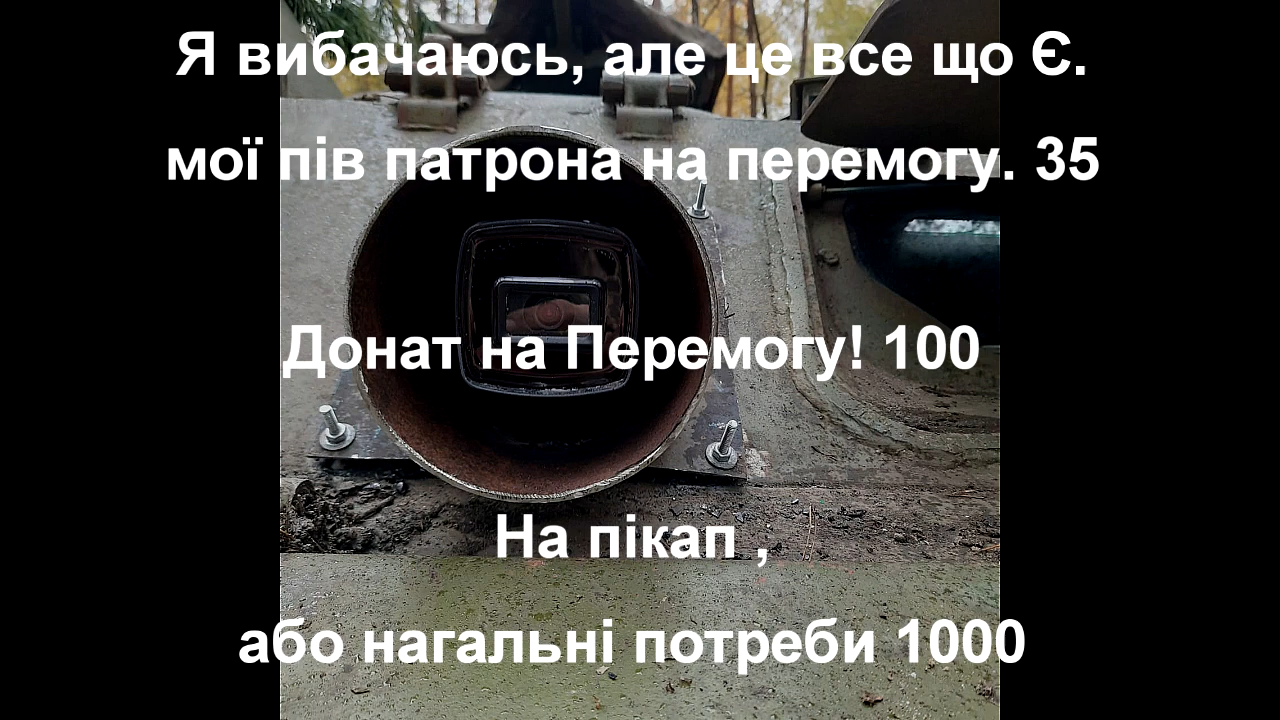 Я вибачаюсь, але це все що Є.
мої пів патрона на перемогу. 35
Донат на Перемогу! 100
На пікап ,
або нагальні потреби 1000